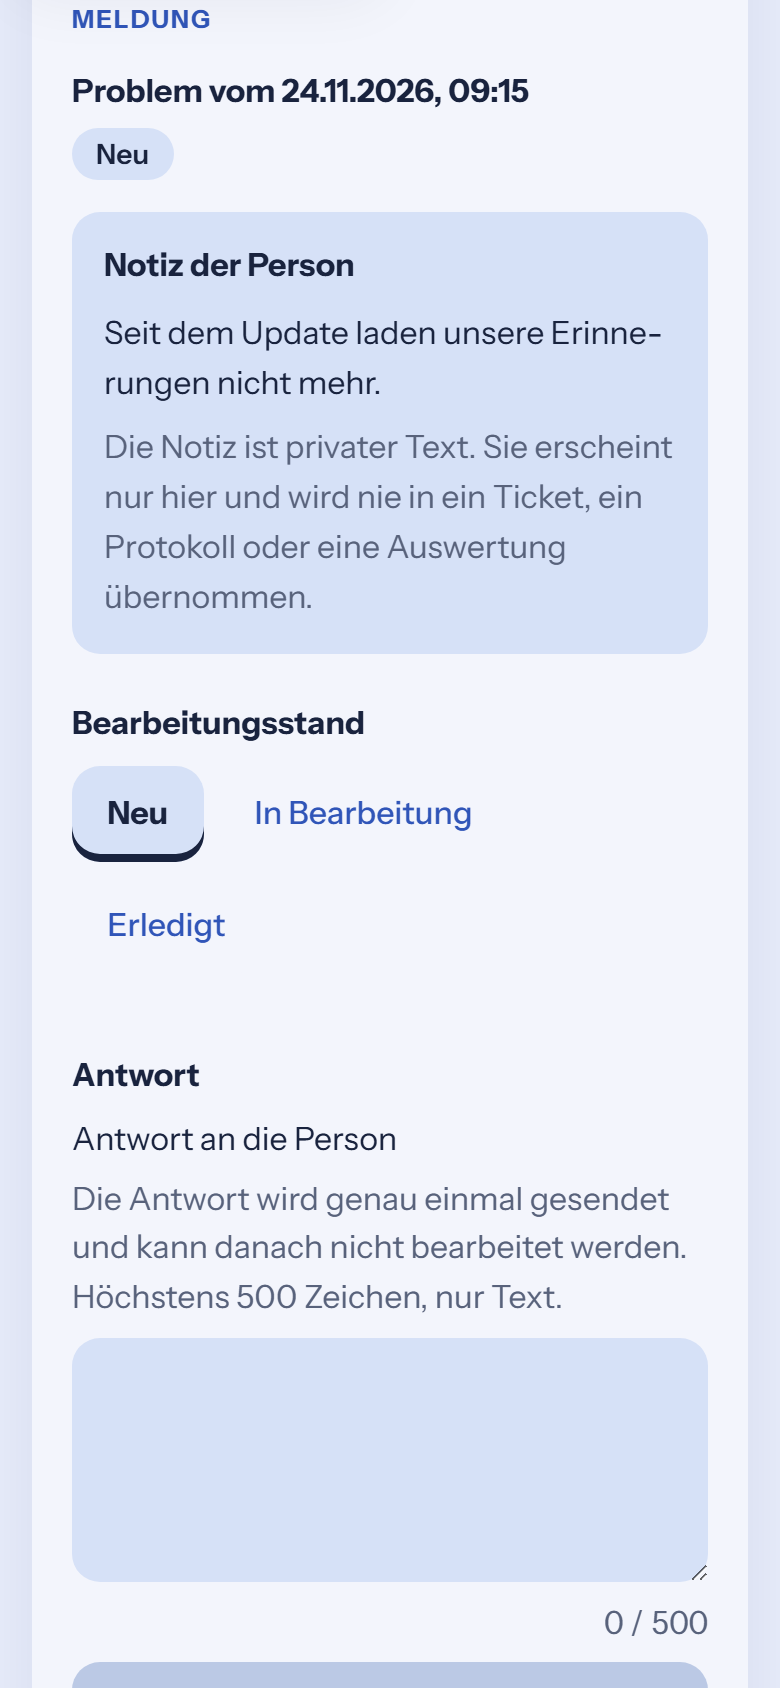 MELDUNG
Problem vom 24.11.2026, 09:15
Neu
Notiz der Person
Seit dem Update laden unsere Erinne-
rungen nicht mehr.
Die Notiz ist privater Text. Sie erscheint
nur hier und wird nie in ein Ticket, ein
Protokoll oder eine Auswertung
übernommen.
Bearbeitungsstand
Neu
In Bearbeitung
Erledigt
Antwort
Antwort an die Person
Die Antwort wird genau einmal gesendet
und kann danach nicht bearbeitet werden.
Höchstens 500 Zeichen, nur Text.
0 / 500